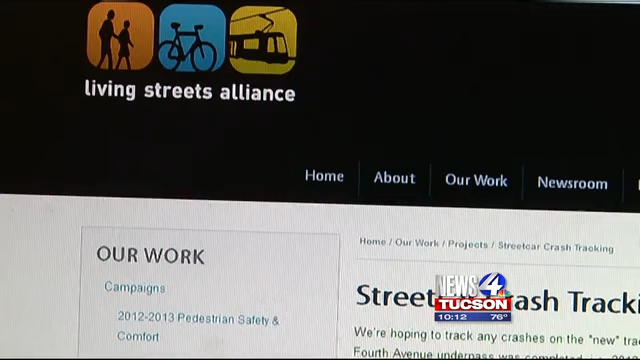 living streets alliance
Home About Our Work Newsroom
OUR WORK
Campaigns
2012-2013 Pedestrian Safety &
Comfort
Home / Our Work / Projects / Streetcar Crash Tracking
We're hoping to track any crashes on the "new"
Fourth Avenue underpass was
NEWS 4
TUCSON
10:12 76°